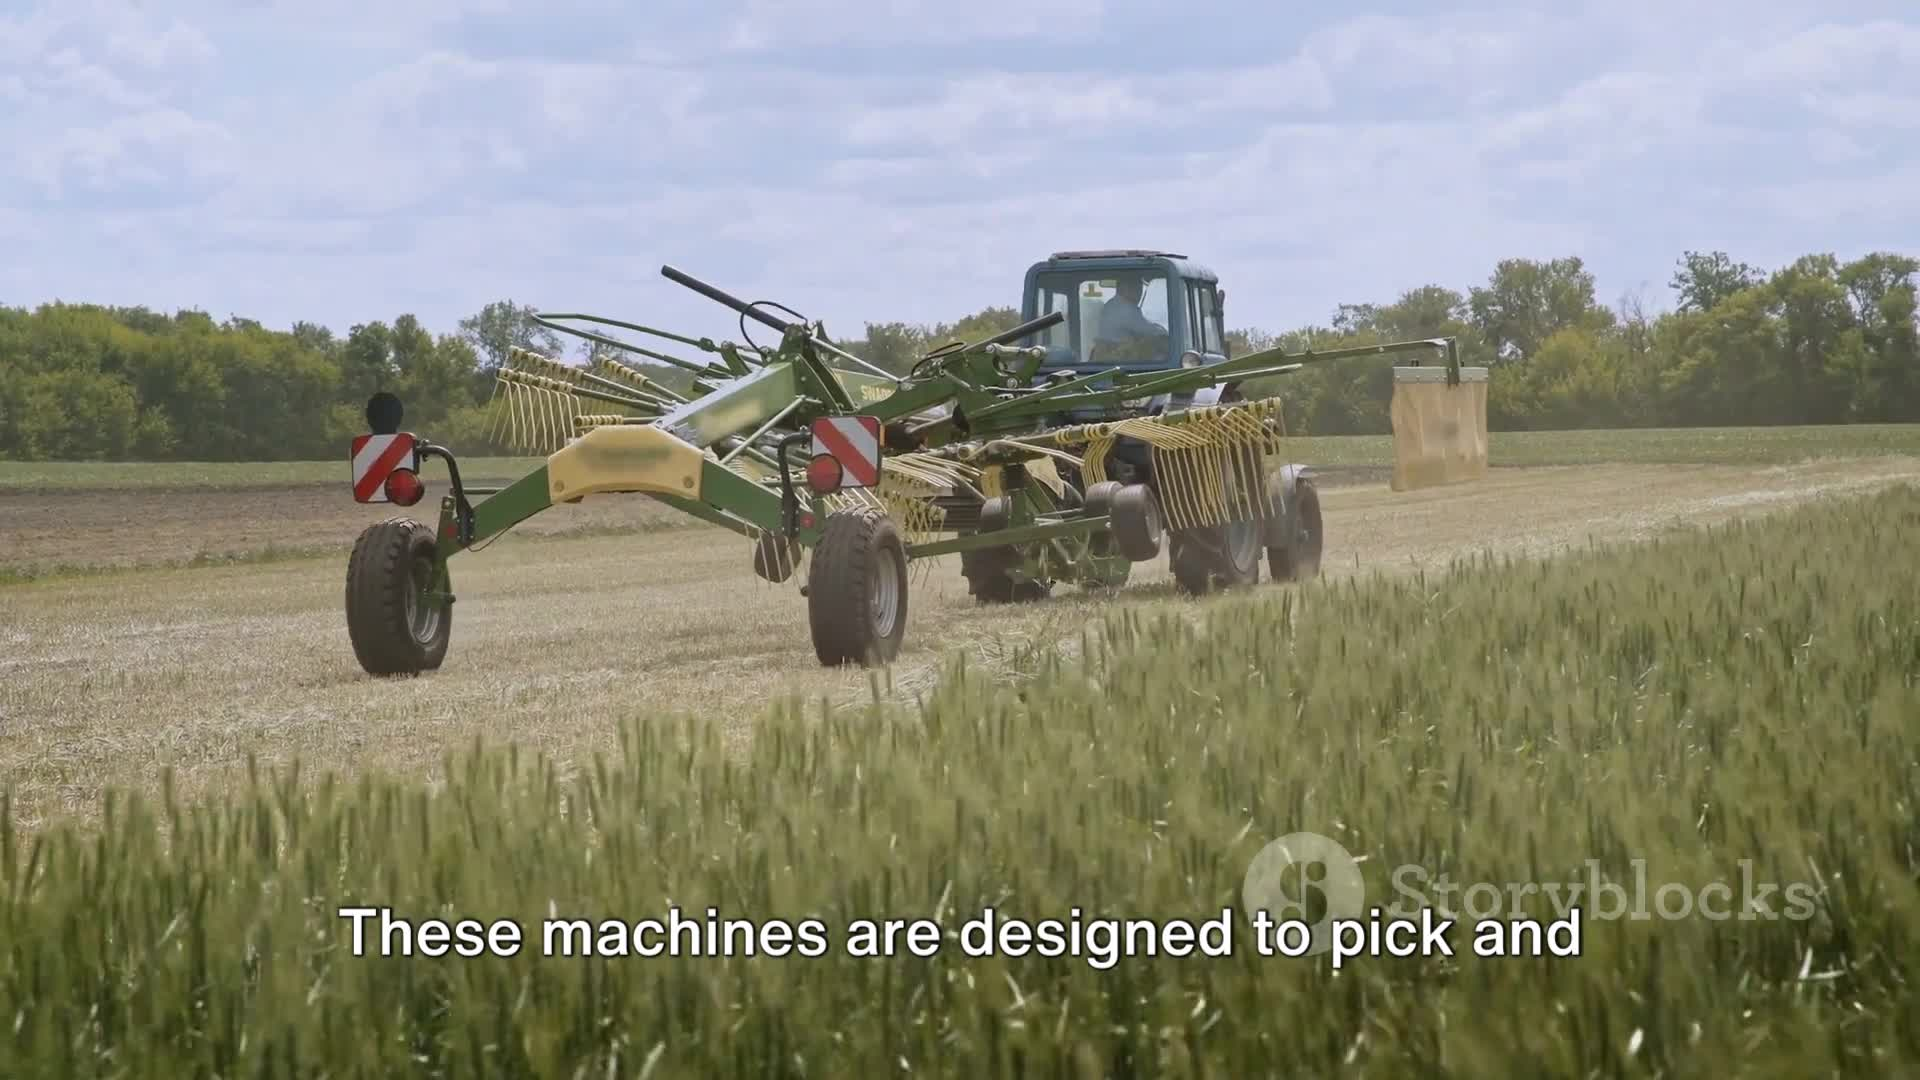 Storyblocks
These machines are designed to pick and